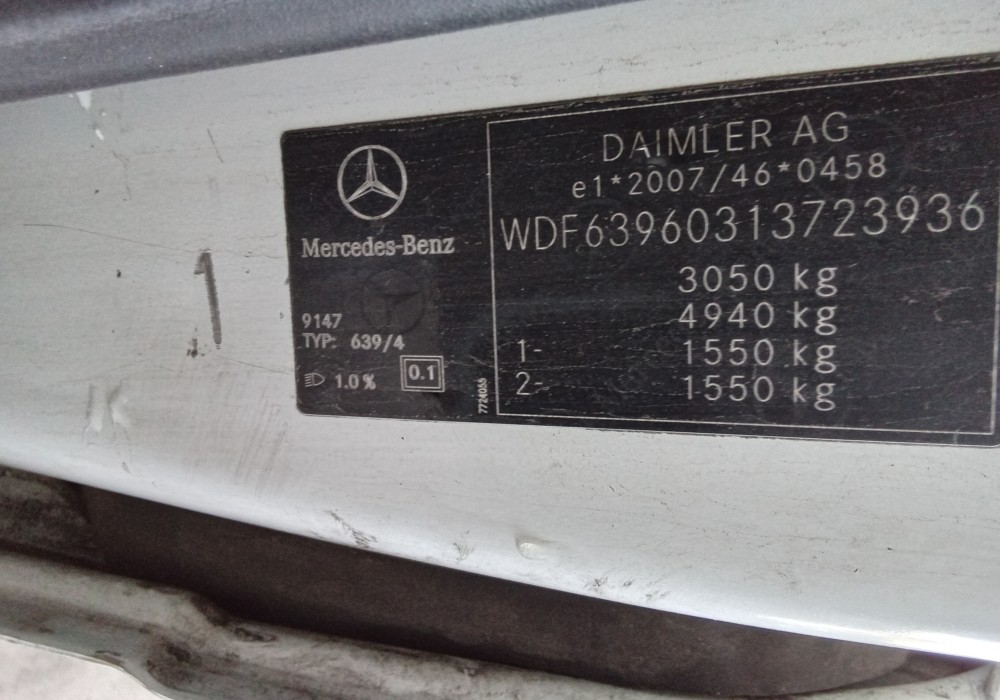 Mercedes-Benz
9147
TYP: 639/4
1.0%
0.1
7724055
DAIMLER AG
e1*2007/46*0458
WDF63960313723936
3050 kg
4940 kg
1- 1550 kg
2- 1550 kg